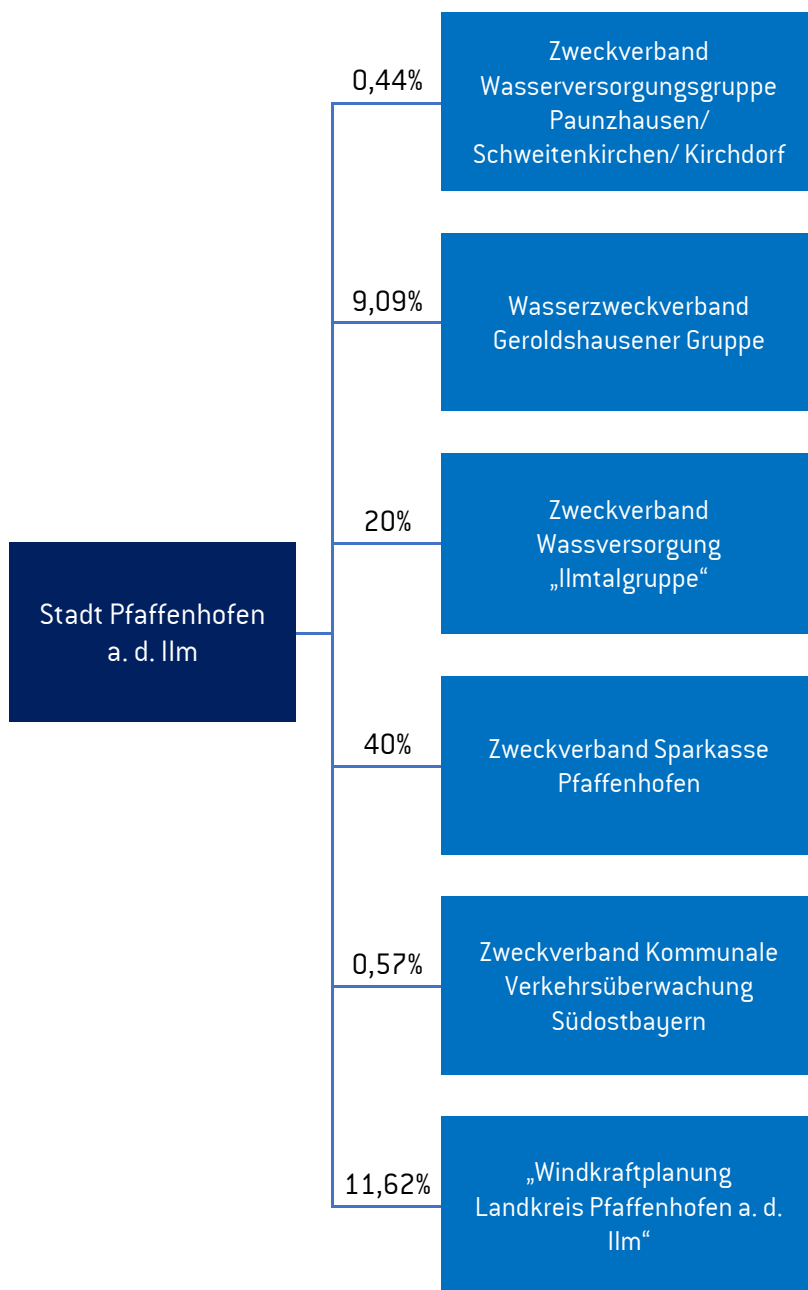 Stadt Pfaffenhofen
a. d. Ilm
0,44%
Zweckverband
Wasserversorgungsgruppe
Paunzhausen/
Schweitenkirchen/ Kirchdorf
9,09%
Wasserzweckverband
Geroldshausener Gruppe
20%
Zweckverband
Wassversorgung
„Ilmtalgruppe“
40%
Zweckverband Sparkasse
Pfaffenhofen
0,57%
Zweckverband Kommunale
Verkehrsüberwachung
Südostbayern
11,62%
„Windkraftplanung
Landkreis Pfaffenhofen a. d.
Ilm“